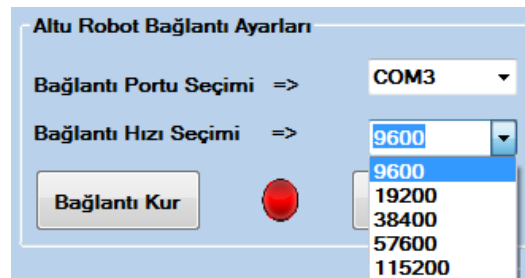 Altu Robot Bağlantı Ayarları
Bağlantı Portu Seçimi => COM3
Bağlantı Hızı Seçimi => 9600
9600
19200
Bağlantı Kur
38400
57600
115200